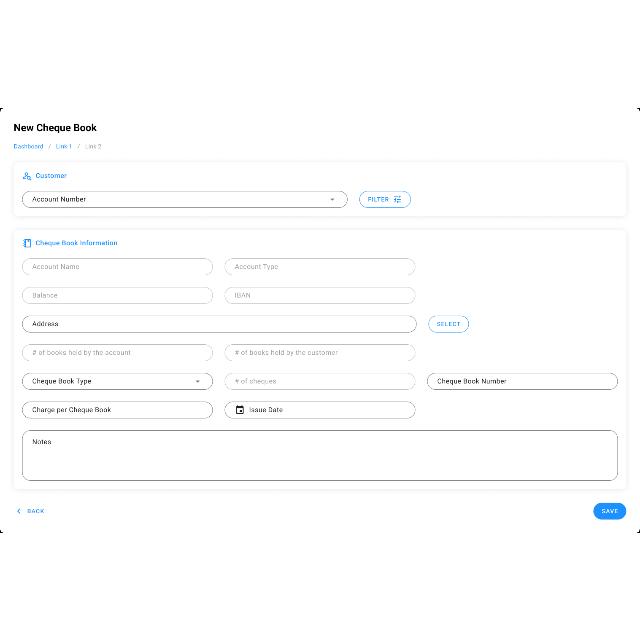 New Cheque Book
Dashboard / Link 1 / Link 2
Customer
Account Number
FILTER
Cheque Book Information
Account Name
Account Type
Balance
IBAN
Address
SELECT
# of books held by the account
# of books held by the customer
Cheque Book Type
# of cheques
Cheque Book Number
Charge per Cheque Book
Issue Date
Notes
BACK
SAVE